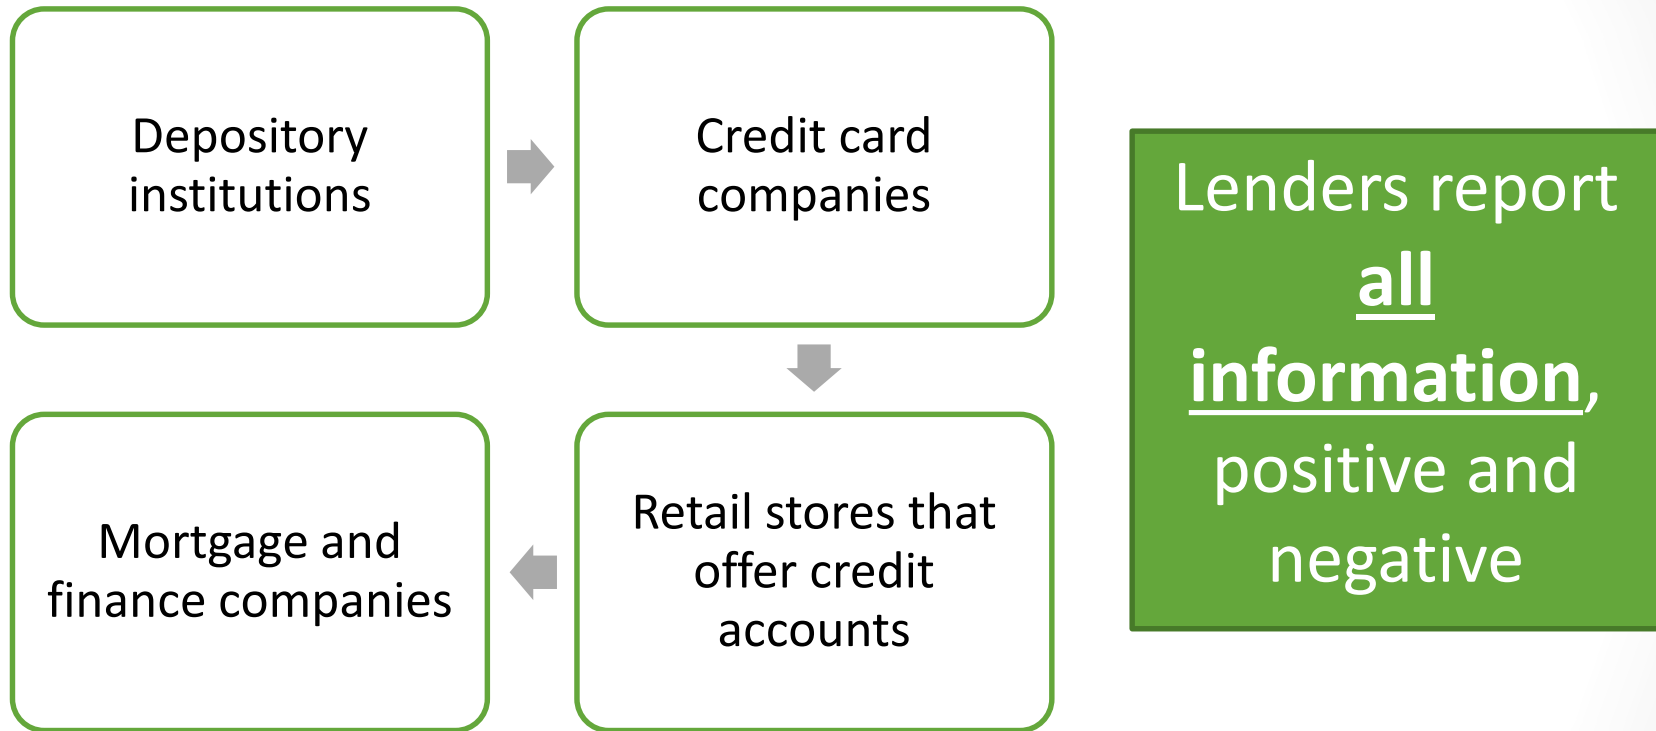 Depository
institutions
Credit card
companies
Retail stores that
offer credit
accounts
Mortgage and
finance companies
Lenders report
all
information,
positive and
negative